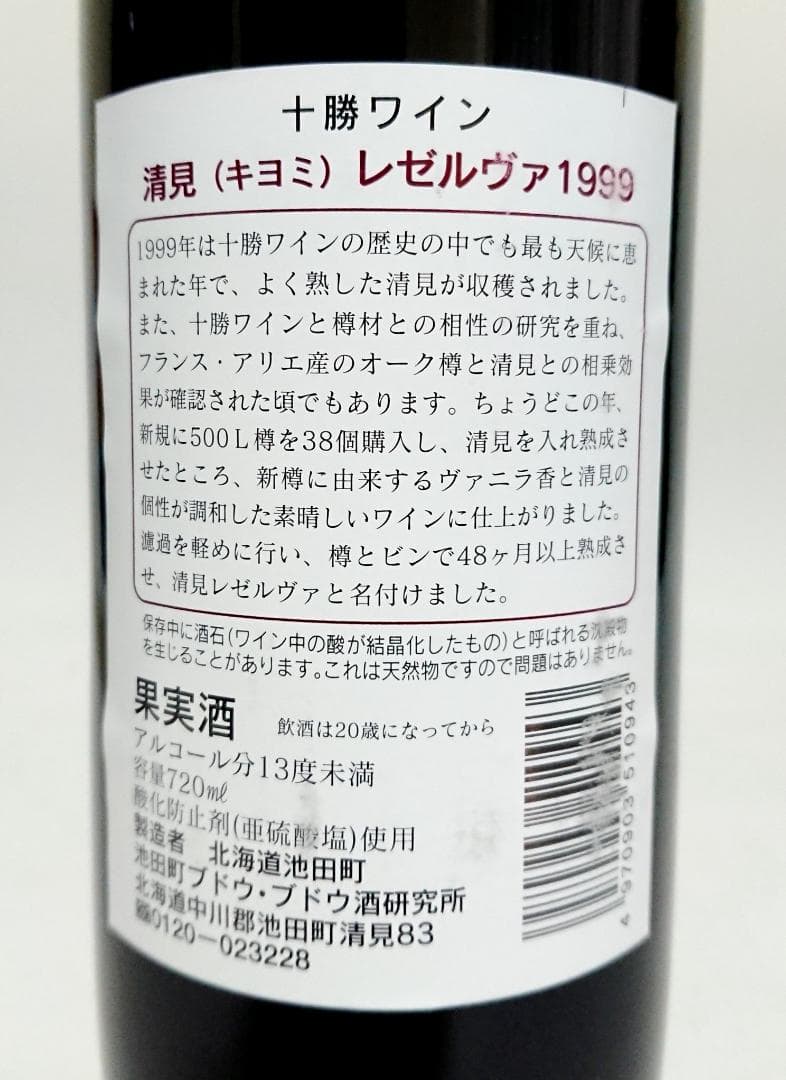 十勝ワイン
清見（キヨミ）レゼルヴァ1999
1999年は十勝ワインの歴史の中でも最も天候に恵
まれた年で、よく熟した清見が収穫されました。
また、十勝ワインと樽材との相性の研究を重ね、
フランス・アリエ産のオーク樽と清見との相乗効
果が確認された頃でもあります。ちょうどこの年、
新規に500L樽を38個購入し、清見を入れ熟成さ
せたところ、新樽に由来するヴァニラ香と清見の
個性が調和した素晴しいワインに仕上がりました。
濾過を軽めに行い、樽とビンで48ヶ月以上熟成さ
せ、清見レゼルヴァと名付けました。
保存中に酒石(ワイン中の酸が結晶化したもの)と呼ばれる沈澱物
を生じることがあります。これは天然物ですので問題はありません。
果実酒 飲酒は20歳になってから
アルコール分13度未満
容量720㎖
酸化防止剤(亜硫酸塩)使用
製造者 北海道池田町
池田町ブドウ・ブドウ酒研究所
北海道中川郡池田町清見83
0120-023228
4 970903 510943